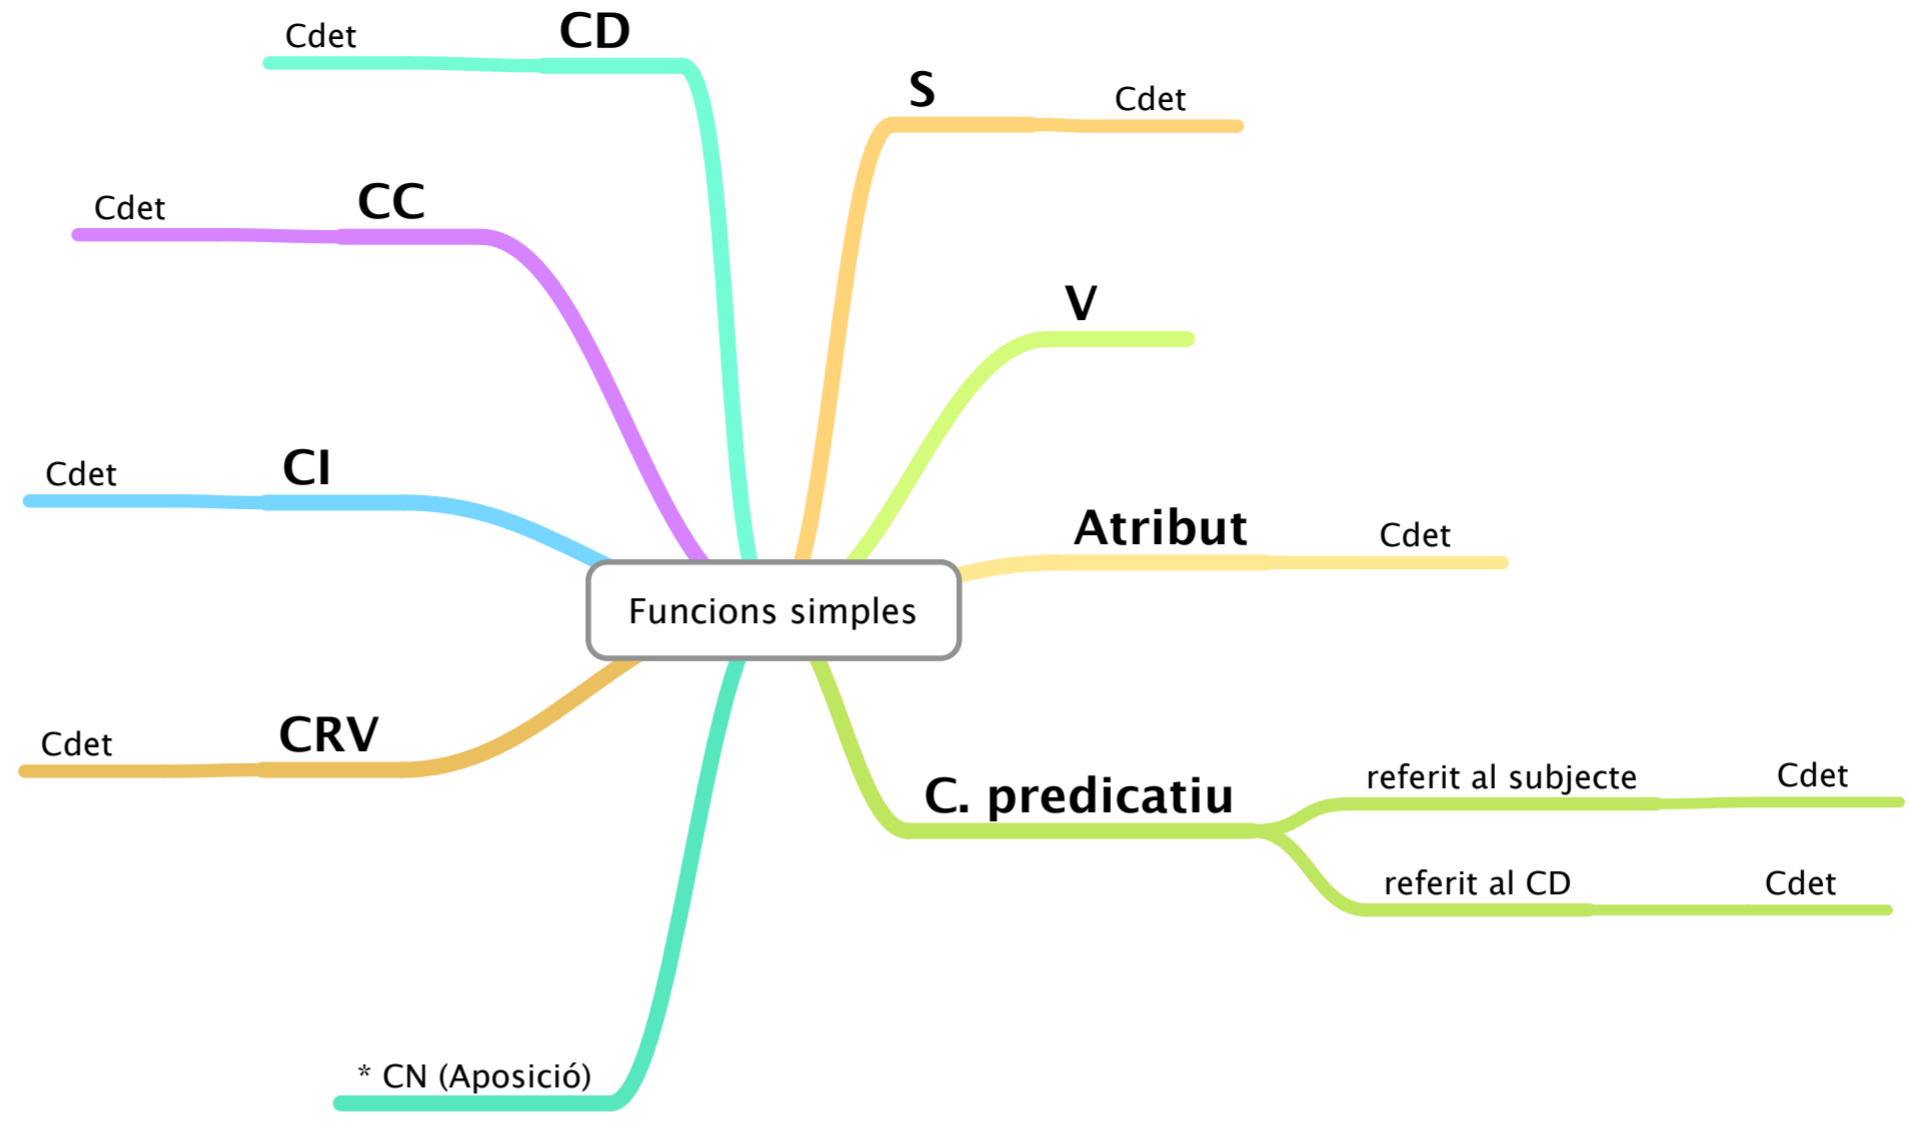 Cdet
CD
S
Cdet
Cdet
CC
V
Cdet
CI
Atribut
Cdet
Funcions simples
Cdet
CRV
C. predicatiu
referit al subjecte
Cdet
referit al CD
Cdet
* CN (Aposició)